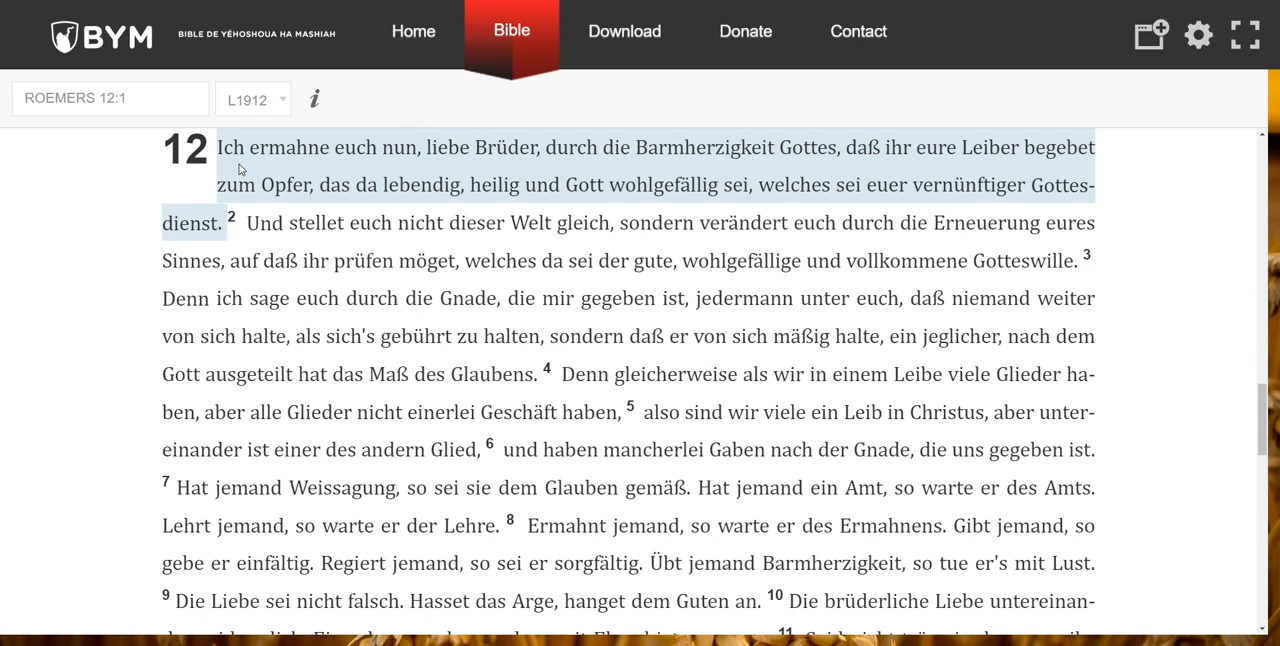 BYM BIBLE DE YÉHOSHOUA HA MASHIAH Home Bible Download Donate Contact
ROEMERS 12:1 L1912 i
12 Ich ermahne euch nun, liebe Brüder, durch die Barmherzigkeit Gottes, daß ihr eure Leiber begebet
zum Opfer, das da lebendig, heilig und Gott wohlgefällig sei, welches sei euer vernünftiger Gottes-
dienst. 2 Und stellet euch nicht dieser Welt gleich, sondern verändert euch durch die Erneuerung eures
Sinnes, auf daß ihr prüfen möget, welches da sei der gute, wohlgefällige und vollkommene Gotteswille. 3
Denn ich sage euch durch die Gnade, die mir gegeben ist, jedermann unter euch, daß niemand weiter
von sich halte, als sich's gebührt zu halten, sondern daß er von sich mäßig halte, ein jeglicher, nach dem
Gott ausgeteilt hat das Maß des Glaubens. 4 Denn gleicherweise als wir in einem Leibe viele Glieder ha-
ben, aber alle Glieder nicht einerlei Geschäft haben, 5 also sind wir viele ein Leib in Christus, aber unter-
einander ist einer des andern Glied, 6 und haben mancherlei Gaben nach der Gnade, die uns gegeben ist.
7 Hat jemand Weissagung, so sei sie dem Glauben gemäß. Hat jemand ein Amt, so warte er des Amts.
Lehrt jemand, so warte er der Lehre. 8 Ermahnt jemand, so warte er des Ermahnens. Gibt jemand, so
gebe er einfältig. Regiert jemand, so sei er sorgfältig. Übt jemand Barmherzigkeit, so tue er's mit Lust.
9 Die Liebe sei nicht falsch. Hasset das Arge, hanget dem Guten an. 10 Die brüderliche Liebe untereinan-
11